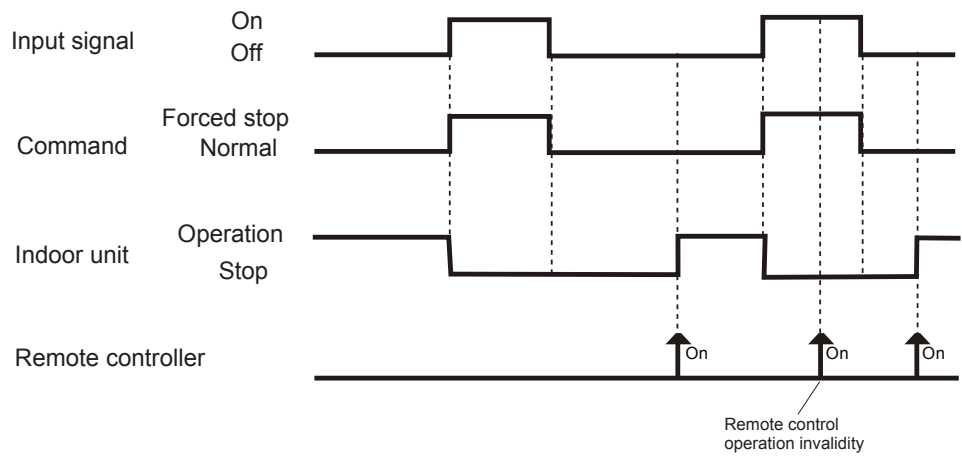 Input signal
On
Off
Command
Forced stop
Normal
Indoor unit
Operation
Stop
Remote controller
On
On
On
Remote control
operation invalidity